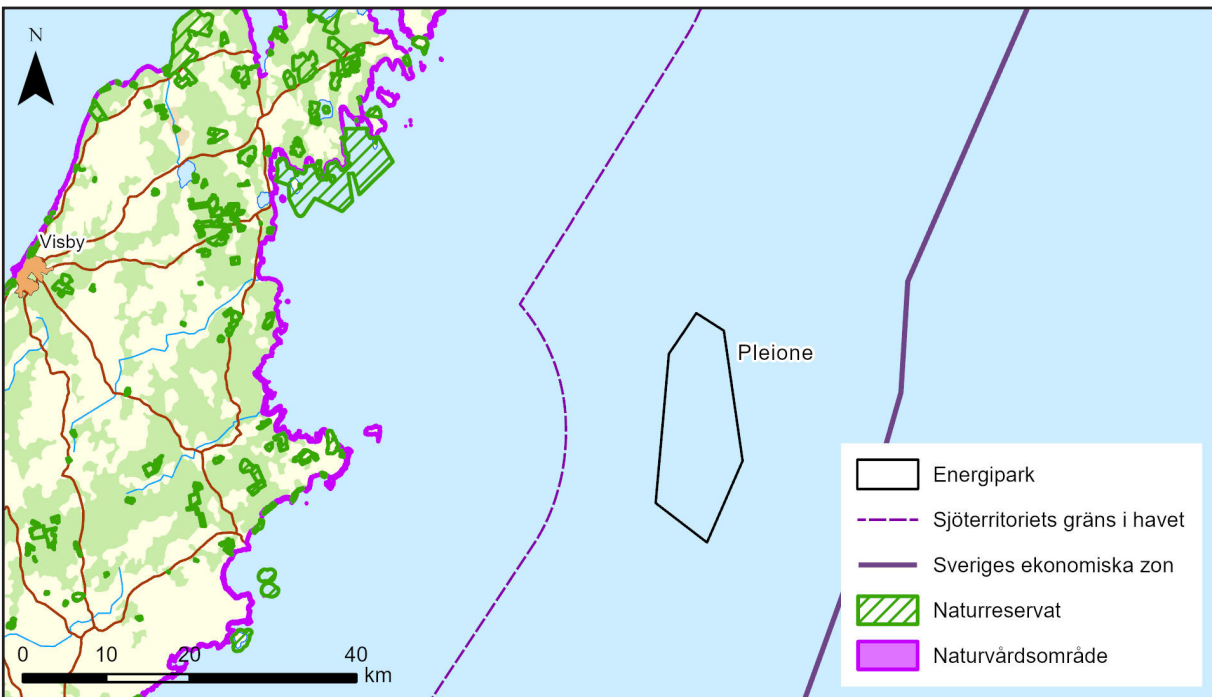 N
Visby
Pleione
Energipark
Sjöterritoriets gräns i havet
Sveriges ekonomiska zon
Naturreservat
Naturvårdsområde
0 10 20 40
km